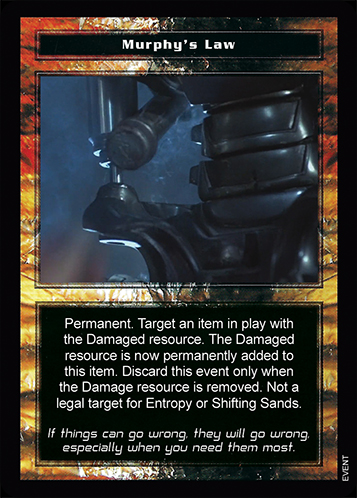 Murphy's Law
Permanent. Target an item in play with
the Damaged resource. The Damaged
resource is now permanently added to
this item. Discard this event only when
the Damage resource is removed. Not a
legal target for Entropy or Shifting Sands.
If things can go wrong, they will go wrong,
especially when you need them most.
EVENT